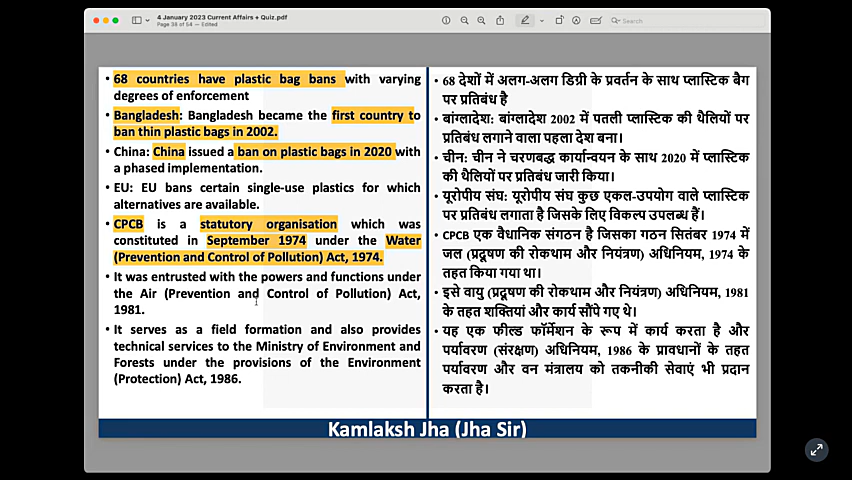 4 January 2023 Current Affairs + Quiz.pdf
Page 38 of 54 — Edited
Search
• 68 countries have plastic bag bans with varying
degrees of enforcement
• Bangladesh: Bangladesh became the first country to
ban thin plastic bags in 2002.
• China: China issued a ban on plastic bags in 2020 with
a phased implementation.
• EU: EU bans certain single-use plastics for which
alternatives are available.
• CPCB is a statutory organisation which was
constituted in September 1974 under the Water
(Prevention and Control of Pollution) Act, 1974.
• It was entrusted with the powers and functions under
the Air (Prevention and Control of Pollution) Act,
1981.
• It serves as a field formation and also provides
technical services to the Ministry of Environment and
Forests under the provisions of the Environment
(Protection) Act, 1986.
• 68 देशों में अलग-अलग डिग्री के प्रवर्तन के साथ प्लास्टिक बैग
पर प्रतिबंध है
• बांग्लादेश: बांग्लादेश 2002 में पतली प्लास्टिक की थैलियों पर
प्रतिबंध लगाने वाला पहला देश बना।
• चीन: चीन ने चरणबद्ध कार्यान्वयन के साथ 2020 में प्लास्टिक
की थैलियों पर प्रतिबंध जारी किया।
• यूरोपीय संघ: यूरोपीय संघ कुछ एकल-उपयोग वाले प्लास्टिक
पर प्रतिबंध लगाता है जिसके लिए विकल्प उपलब्ध हैं।
• CPCB एक वैधानिक संगठन है जिसका गठन सितंबर 1974 में
जल (प्रदूषण की रोकथाम और नियंत्रण) अधिनियम, 1974 के
तहत किया गया था।
• इसे वायु (प्रदूषण की रोकथाम और नियंत्रण) अधिनियम, 1981
के तहत शक्तियां और कार्य सौंपे गए थे।
• यह एक फील्ड फॉर्मेशन के रूप में कार्य करता है और
पर्यावरण (संरक्षण) अधिनियम, 1986 के प्रावधानों के तहत
पर्यावरण और वन मंत्रालय को तकनीकी सेवाएं भी प्रदान
करता है।
Kamlaksh Jha (Jha Sir)